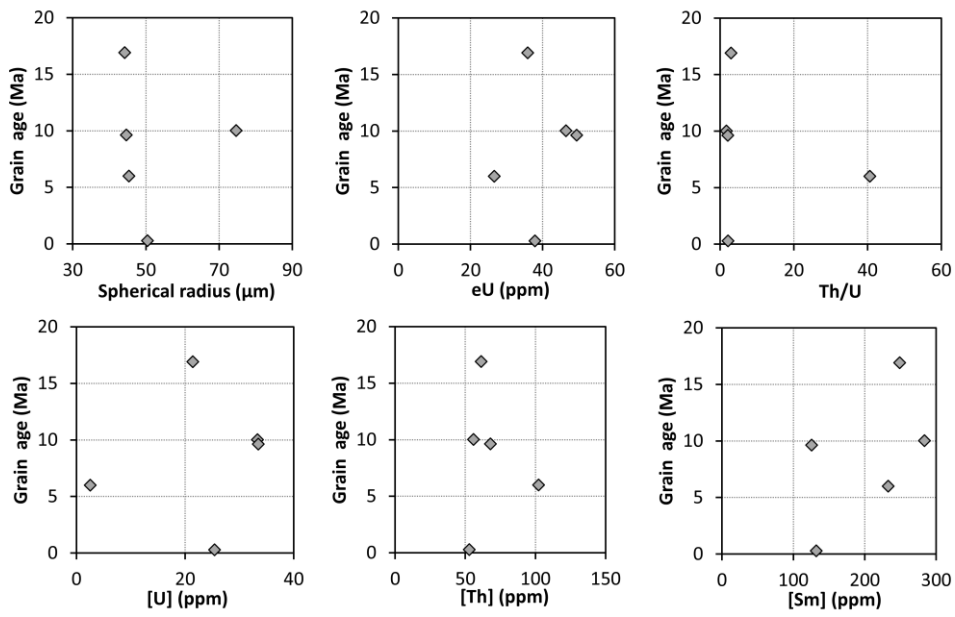 20
15
10
5
0
Grain age (Ma)
30 50 70 90
Spherical radius (µm)
20
15
10
5
0
Grain age (Ma)
0 20 40 60
eU (ppm)
20
15
10
5
0
Grain age (Ma)
0 20 40 60
Th/U
20
15
10
5
0
Grain age (Ma)
0 20 40
[U] (ppm)
20
15
10
5
0
Grain age (Ma)
0 50 100 150
[Th] (ppm)
20
15
10
5
0
Grain age (Ma)
0 100 200 300
[Sm] (ppm)